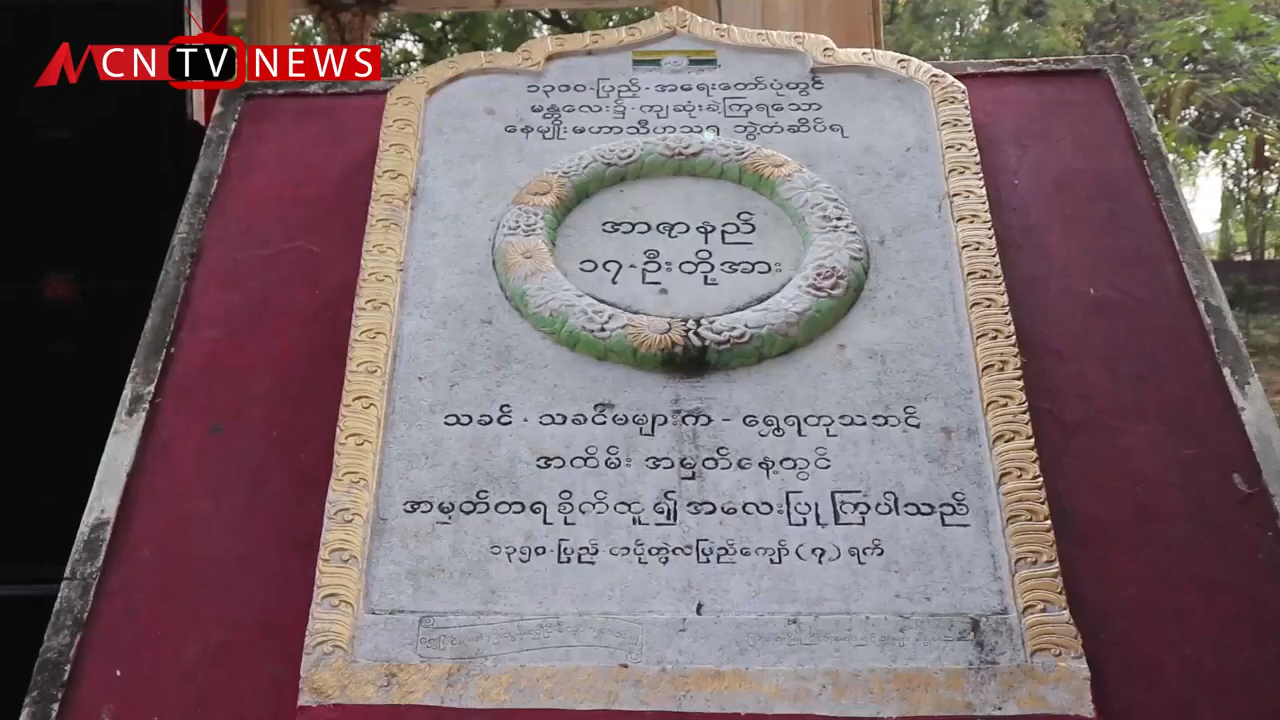 MCN TV NEWS
၁၃၀၀-ပြည့်-အရေးတော်ပုံတွင်
မန္တလေး၌-ကျဆုံးခဲ့ကြရသော
နေမျိုးမဟာသီဟသူရ ဘွဲ့တံဆိပ်ရ
အာဇာနည်
၁၇-ဦးတို့အား
သခင် - သခင်မများက - ရွှေရတုသဘင်
အထိမ်း အမှတ်နေ့တွင်
အမှတ်တရစိုက်ထူ၍အလေးပြုကြပါသည်
၁၃၅၀-ပြည့်-တပို့တွဲလပြည့်ကျော် (၇) ရက်